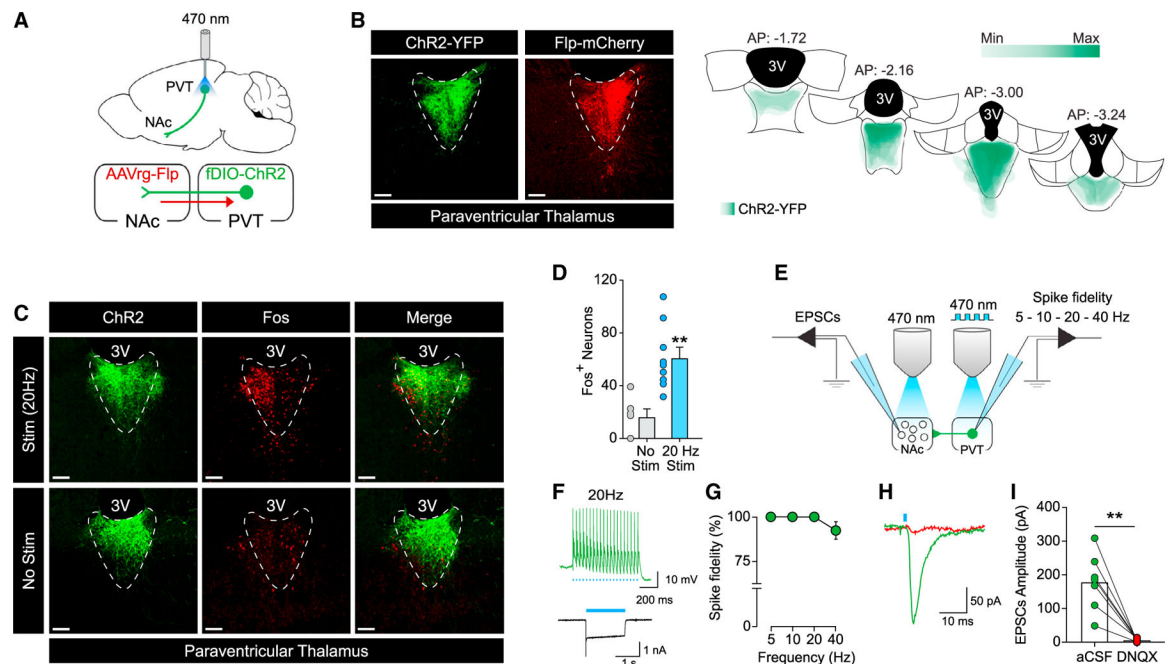 A
470 nm
PVT
NAc
AAVrg-Flp
fDIO-ChR2
NAc
PVT
B
ChR2-YFP
Flp-mCherry
Paraventricular Thalamus
AP: -1.72
3V
AP: -2.16
3V
AP: -3.00
3V
AP: -3.24
3V
Min
Max
ChR2-YFP
C
ChR2
Fos
Merge
Stim (20Hz)
3V
3V
3V
No Stim
3V
3V
3V
Paraventricular Thalamus
D
Fos+ Neurons
120
80
40
0
**
No
Stim
20 Hz
Stim
E
EPSCs
470 nm
470 nm
Spike fidelity
5 - 10 - 20 - 40 Hz
NAc
PVT
F
20Hz
10 mV
200 ms
1 nA
1 s
G
Spike fidelity (%)
100
75
0
5
10
20
40
Frequency (Hz)
H
50 pA
10 ms
I
EPSCs Amplitude (pA)
400
300
200
100
0
**
aCSF
DNQX